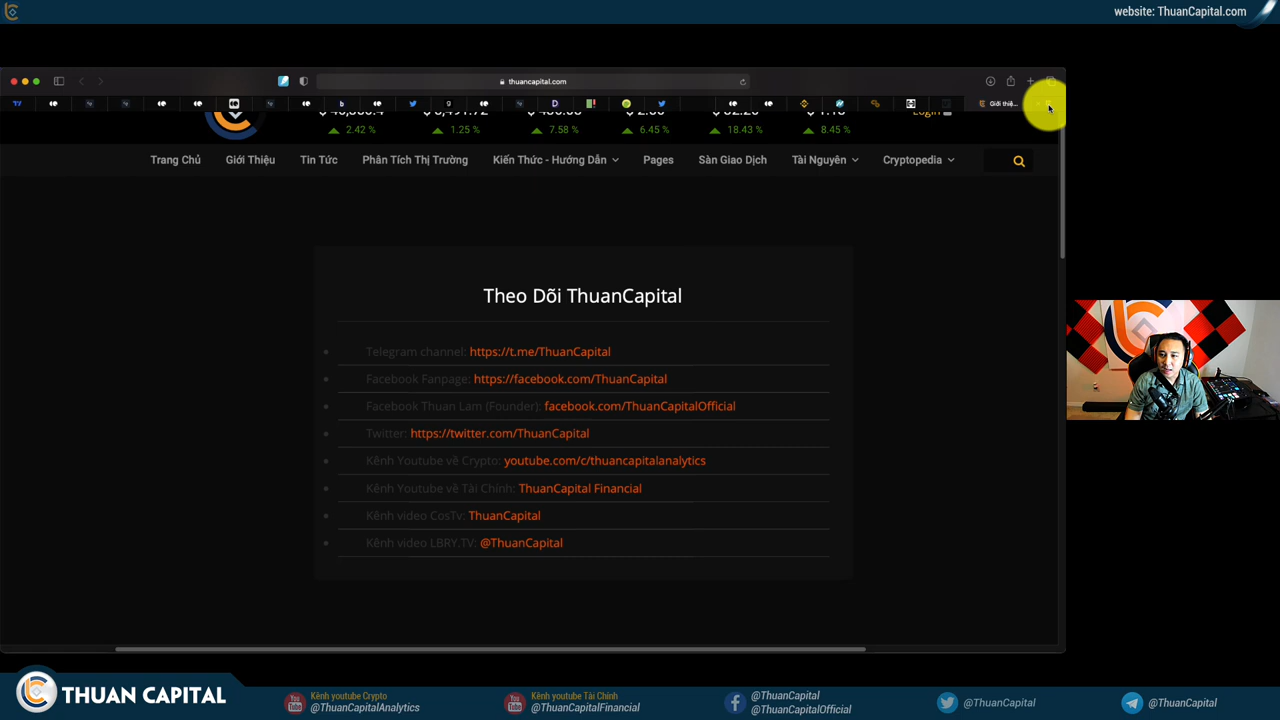 website: ThuanCapital.com
thuancapital.com
Giới thiệ...
2.42 %
1.25 %
7.58 %
6.45 %
18.43 %
8.45 %
Login
Trang Chủ
Giới Thiệu
Tin Tức
Phân Tích Thị Trường
Kiến Thức - Hướng Dẫn
Pages
Sàn Giao Dịch
Tài Nguyên
Cryptopedia
Theo Dõi ThuanCapital
Telegram channel: https://t.me/ThuanCapital
Facebook Fanpage: https://facebook.com/ThuanCapital
Facebook Thuan Lam (Founder): facebook.com/ThuanCapitalOfficial
Twitter: https://twitter.com/ThuanCapital
Kênh Youtube về Crypto: youtube.com/c/thuancapitalanalytics
Kênh Youtube về Tài Chính: ThuanCapital Financial
Kênh video CosTv: ThuanCapital
Kênh video LBRY.TV: @ThuanCapital
THUAN CAPITAL
Kênh youtube Crypto
@ThuanCapitalAnalytics
Kênh youtube Tài Chính
@ThuanCapitalFinancial
@ThuanCapital
@ThuanCapitalOfficial
@ThuanCapital
@ThuanCapital